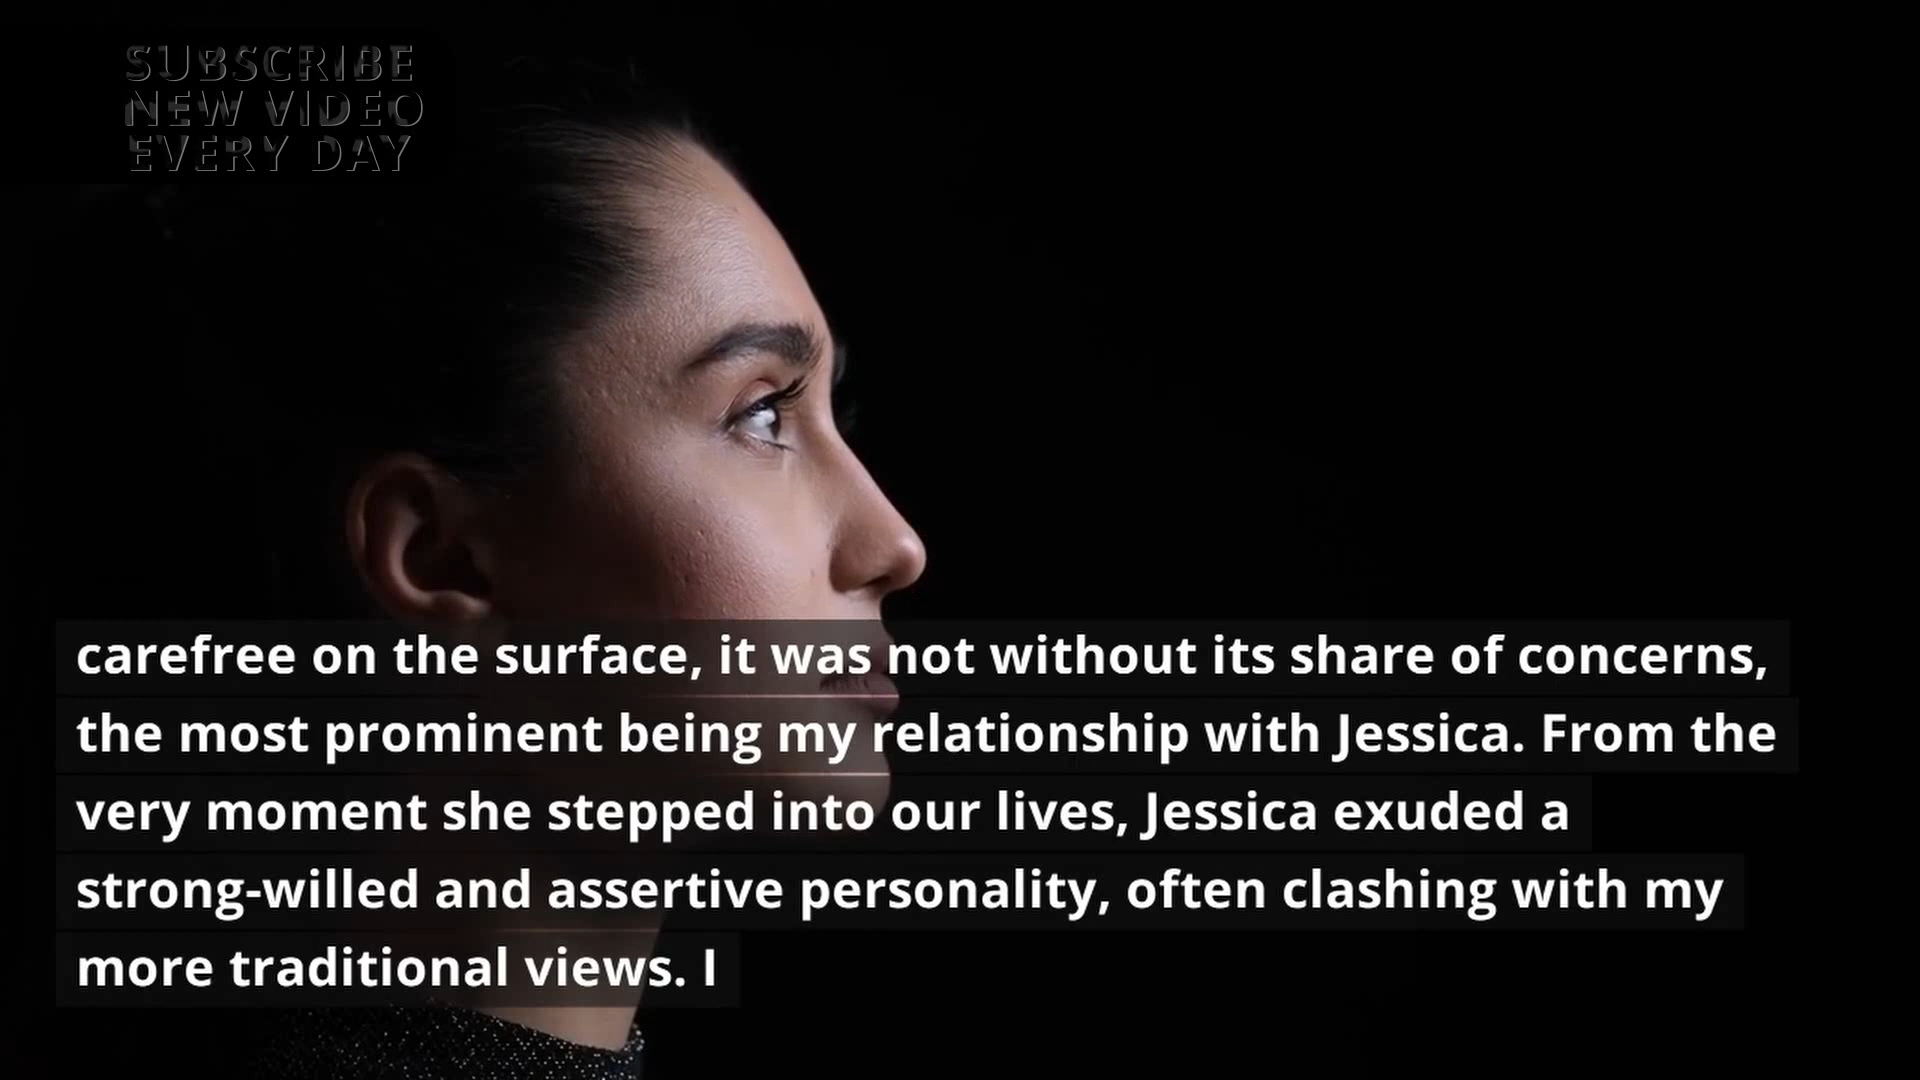 SUBSCRIBE
NEW VIDEO
EVERY DAY
carefree on the surface, it was not without its share of concerns,
the most prominent being my relationship with Jessica. From the
very moment she stepped into our lives, Jessica exuded a
strong-willed and assertive personality, often clashing with my
more traditional views. I